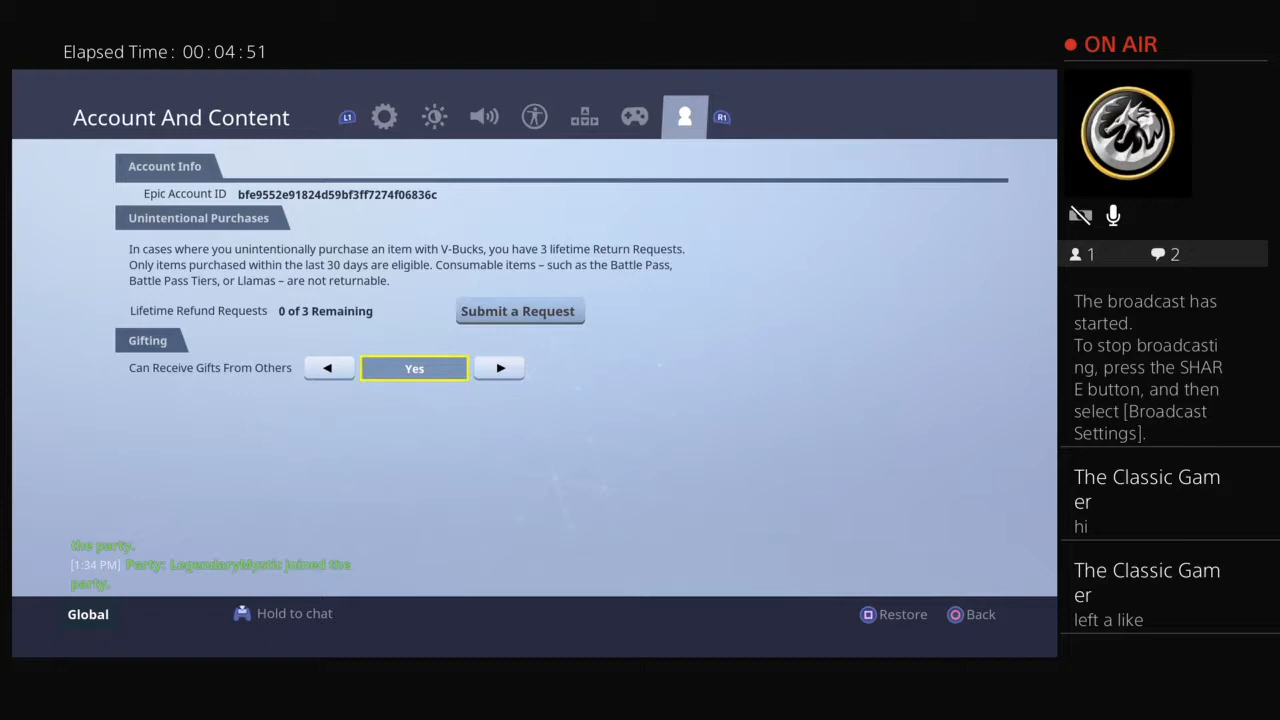 Elapsed Time: 00:04:51
ON AIR
Account And Content
L1
R1
Account Info
Epic Account ID bfe9552e91824d59bf3ff7274f06836c
Unintentional Purchases
In cases where you unintentionally purchase an item with V-Bucks, you have 3 lifetime Return Requests.
Only items purchased within the last 30 days are eligible. Consumable items – such as the Battle Pass,
Battle Pass Tiers, or Llamas – are not returnable.
Lifetime Refund Requests 0 of 3 Remaining
Submit a Request
Gifting
Can Receive Gifts From Others
Yes
the party.
[1:34 PM] Party: LegendaryMystic joined the
party.
Global
Hold to chat
Restore
Back
1
2
The broadcast has
started.
To stop broadcasti
ng, press the SHAR
E button, and then
select [Broadcast
Settings].
The Classic Gam
er
hi
The Classic Gam
er
left a like